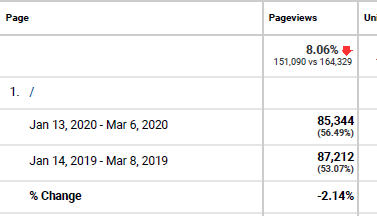 Page Pageviews Uni
8.06%
151,090 vs 164,329
1. /
Jan 13, 2020 - Mar 6, 2020 85,344
(56.49%)
Jan 14, 2019 - Mar 8, 2019 87,212
(53.07%)
% Change -2.14%